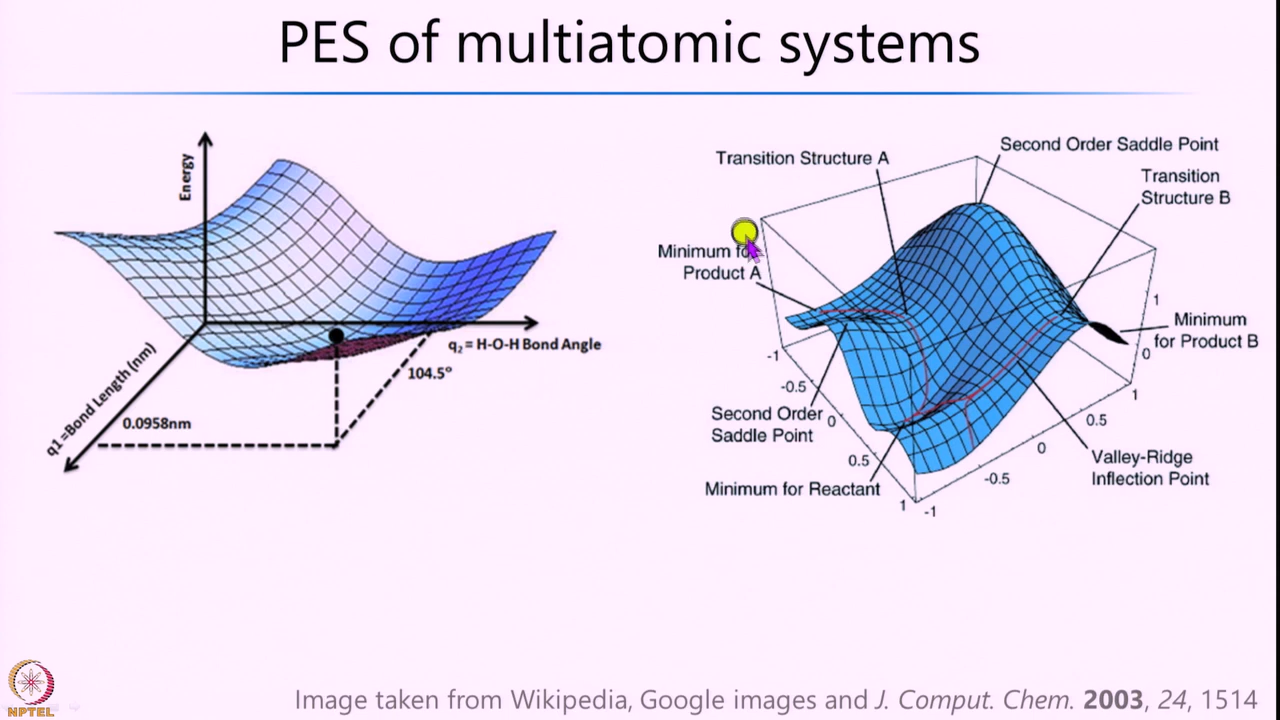 PES of multiatomic systems
Energy
q1 =Bond Length (nm)
0.0958nm
104.5°
q₂ = H-O-H Bond Angle
Transition Structure A
Second Order Saddle Point
Transition
Structure B
Minimum fo
Product A
Minimum
for Product B
Second Order
Saddle Point
Minimum for Reactant
Valley-Ridge
Inflection Point
-1
-0.5
0
0.5
1
-1
-0.5
0
0.5
1
0
1
Image taken from Wikipedia, Google images and J. Comput. Chem. 2003, 24, 1514
NPTEL